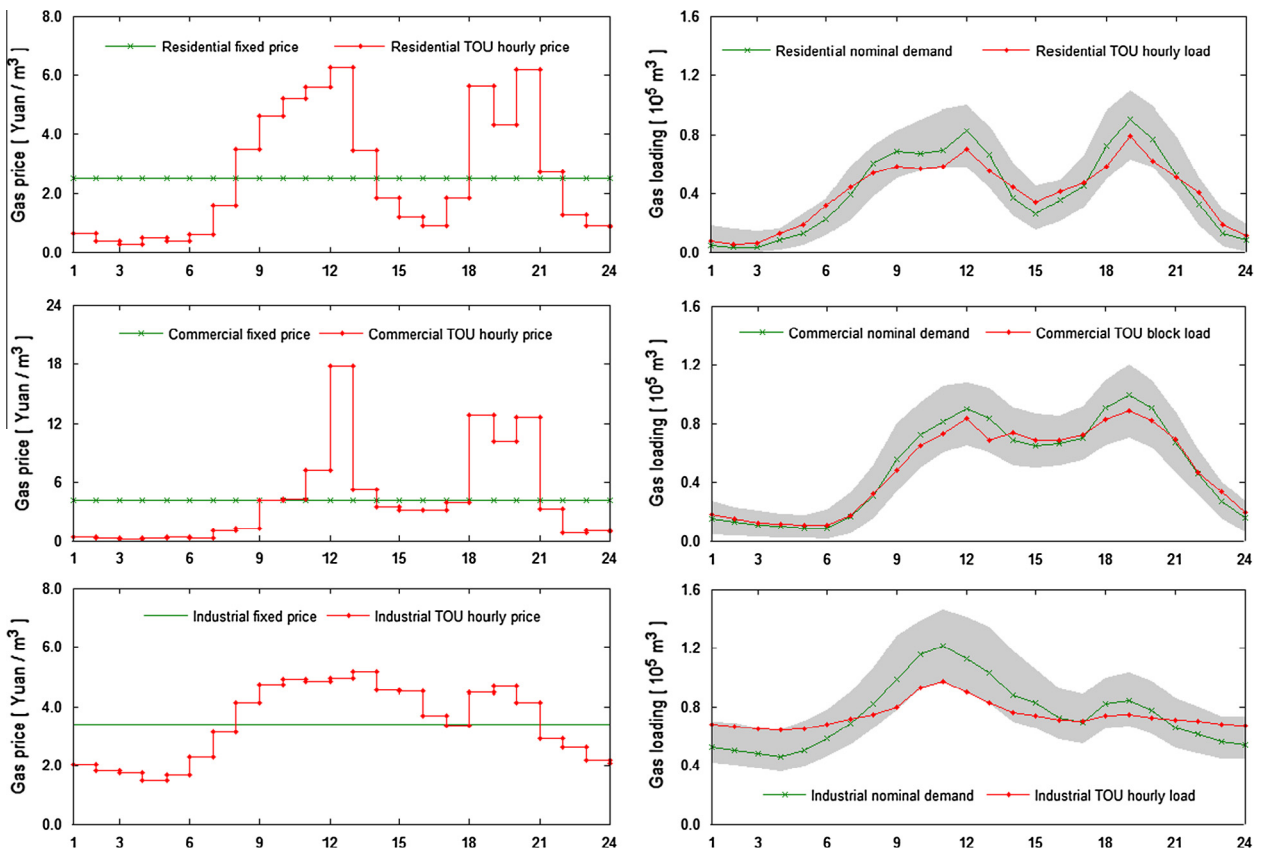 Gas price [ Yuan / m³ ]
8.0
6.0
4.0
2.0
0.0
Residential fixed price
Residential TOU hourly price
1 3 6 9 12 15 18 21 24
Gas loading [ 10⁵ m³ ]
1.6
1.2
0.8
0.4
0.0
Residential nominal demand
Residential TOU hourly load
1 3 6 9 12 15 18 21 24
Gas price [ Yuan / m³ ]
24
18
12
6
0
Commercial fixed price
Commercial TOU hourly price
1 3 6 9 12 15 18 21 24
Gas loading [ 10⁵ m³ ]
1.6
1.2
0.8
0.4
0.0
Commercial nominal demand
Commercial TOU block load
1 3 6 9 12 15 18 21 24
Gas price [ Yuan / m³ ]
8.0
6.0
4.0
2.0
0.0
Industrial fixed price
Industrial TOU hourly price
1 3 6 9 12 15 18 21 24
Gas loading [ 10⁵ m³ ]
1.6
1.2
0.8
0.4
0.0
Industrial nominal demand
Industrial TOU hourly load
1 3 6 9 12 15 18 21 24